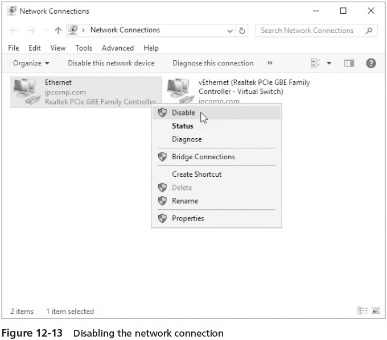 Network Connections
Network Connections
Search Network Connections
File Edit View Tools Advanced Help
Organize Disable this network device Diagnose this connection »
Ethernet
jpcomp.com
Realtek PCIe GBE Family Controller
vEthernet (Realtek PCIe GBE Family
Controller - Virtual Switch)
jpcomp.com
Disable
Status
Diagnose
Bridge Connections
Create Shortcut
Delete
Rename
Properties
2 items 1 item selected
Figure 12-13 Disabling the network connection